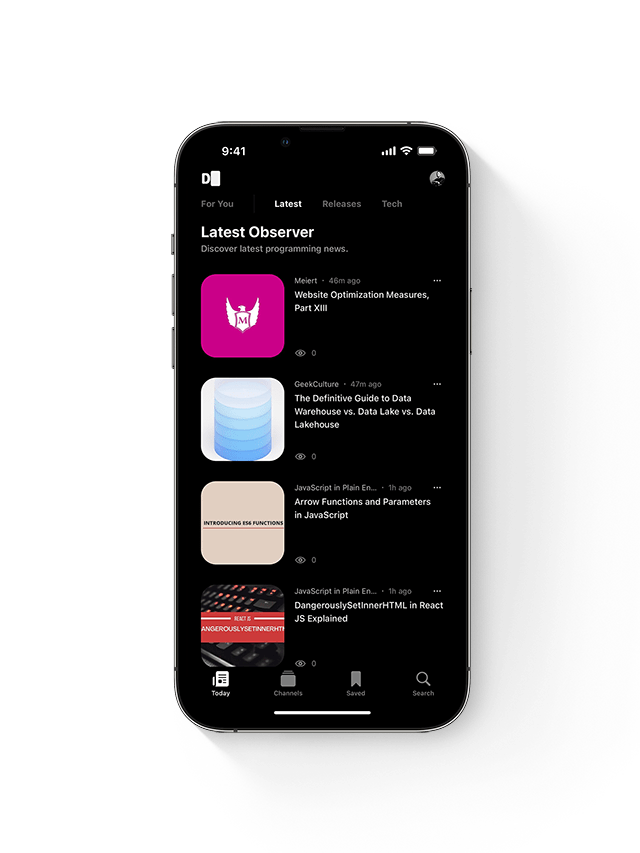 9:41
D
For You
Latest
Releases
Tech
Latest Observer
Discover latest programming news.
Meiert · 46m ago
Website Optimization Measures,
Part XIII
M
0
GeekCulture · 47m ago
The Definitive Guide to Data
Warehouse vs. Data Lake vs. Data
Lakehouse
0
JavaScript in Plain En... · 1h ago
Arrow Functions and Parameters
in JavaScript
INTRODUCING ES6 FUNCTIONS
0
JavaScript in Plain En... · 1h ago
DangerouslySetInnerHTML in React
JS Explained
REACT JS
ANGEROUSLYSETINNERHTM
0
Today
Channels
Saved
Search